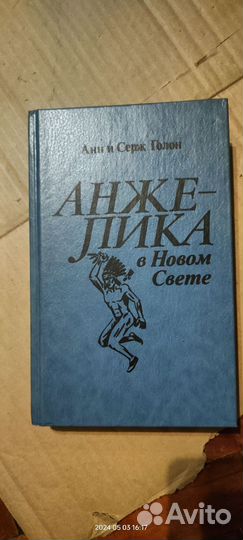 Анн и Серж Голон
АНЖЕ-
ЛИКА
в Новом
Свете
2024 05 03 16:17
Avito